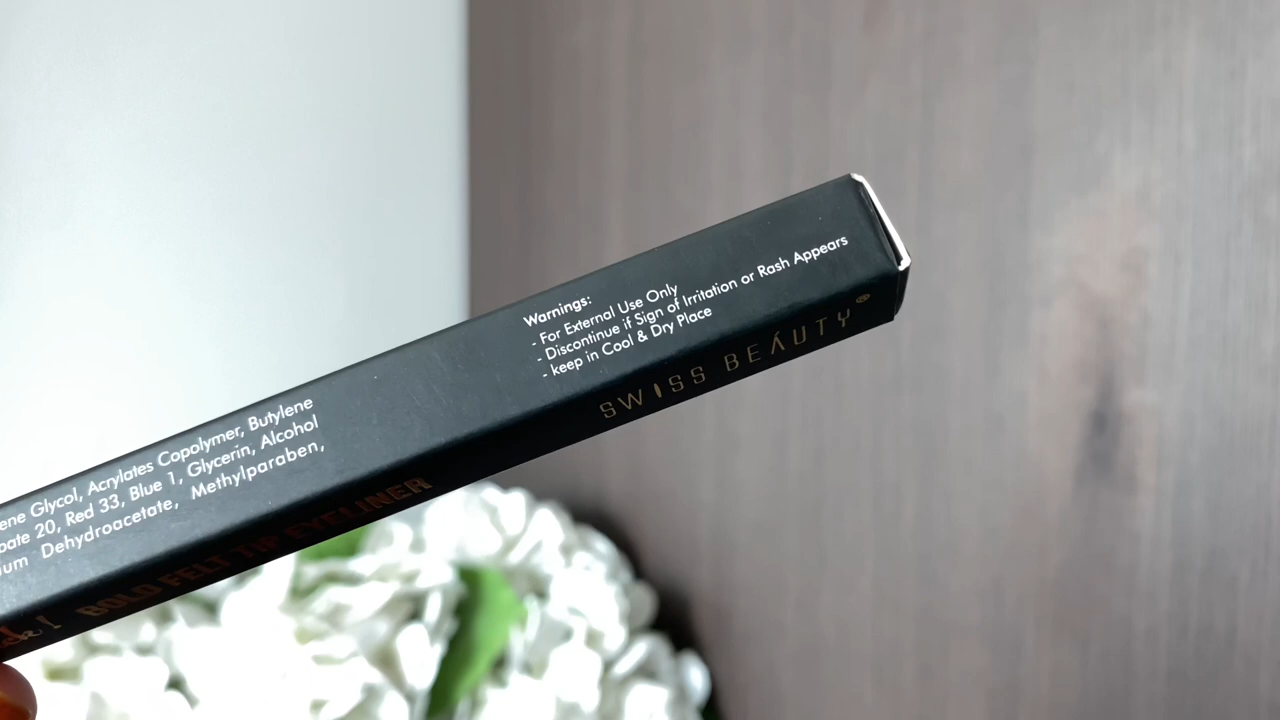 ene Glycol, Acrylates Copolymer, Butylene
bate 20, Red 33, Blue 1, Glycerin, Alcohol
ium Dehydroacetate, Methylparaben,
Warnings:
- For External Use Only
- Discontinue if Sign of Irritation or Rash Appears
- keep in Cool & Dry Place
BOLD FELT TIP EYELINER
SWISS BEAUTY®